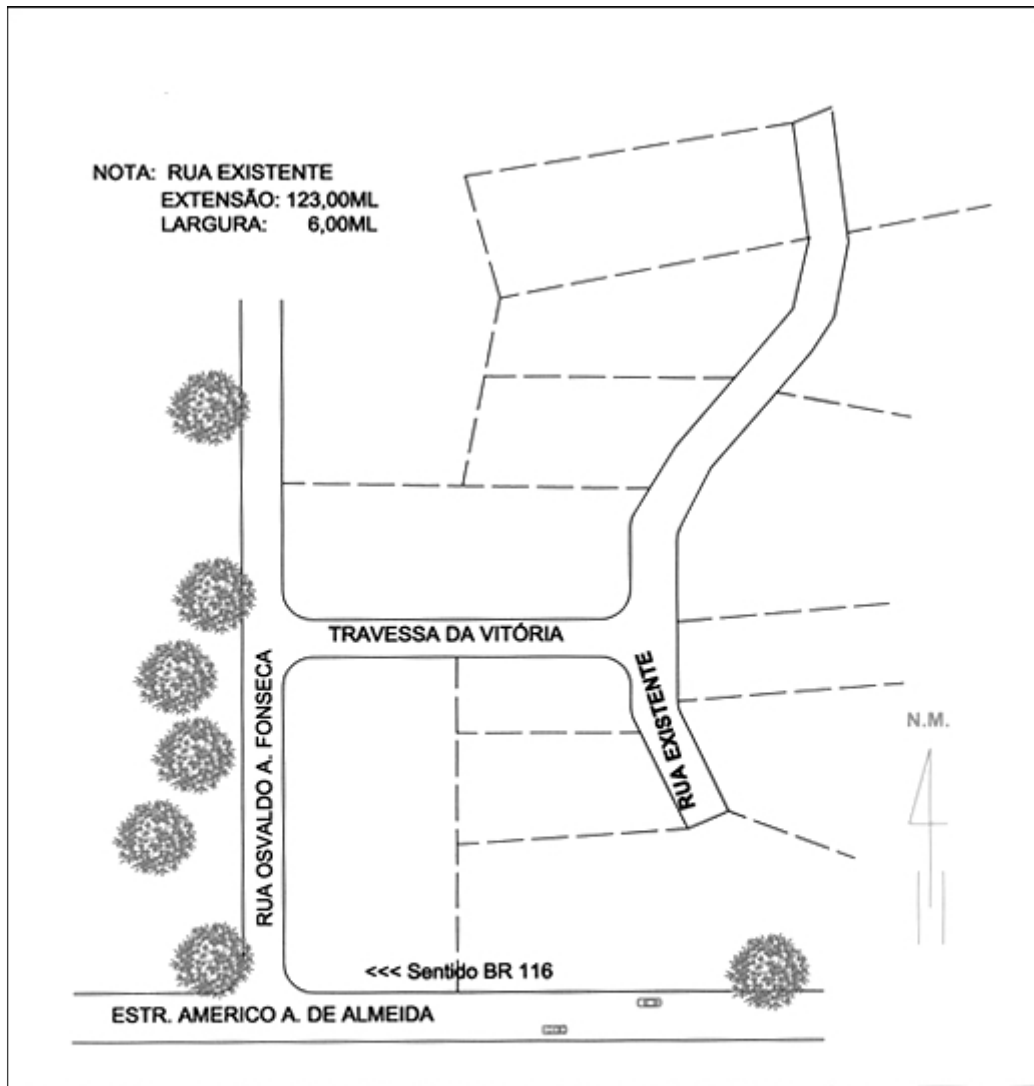 NOTA: RUA EXISTENTE
EXTENSÃO: 123,00ML
LARGURA: 6,00ML
TRAVESSA DA VITÓRIA
RUA EXISTENTE
RUA OSVALDO A. FONSECA
N.M.
<<< Sentido BR 116
ESTR. AMERICO A. DE ALMEIDA